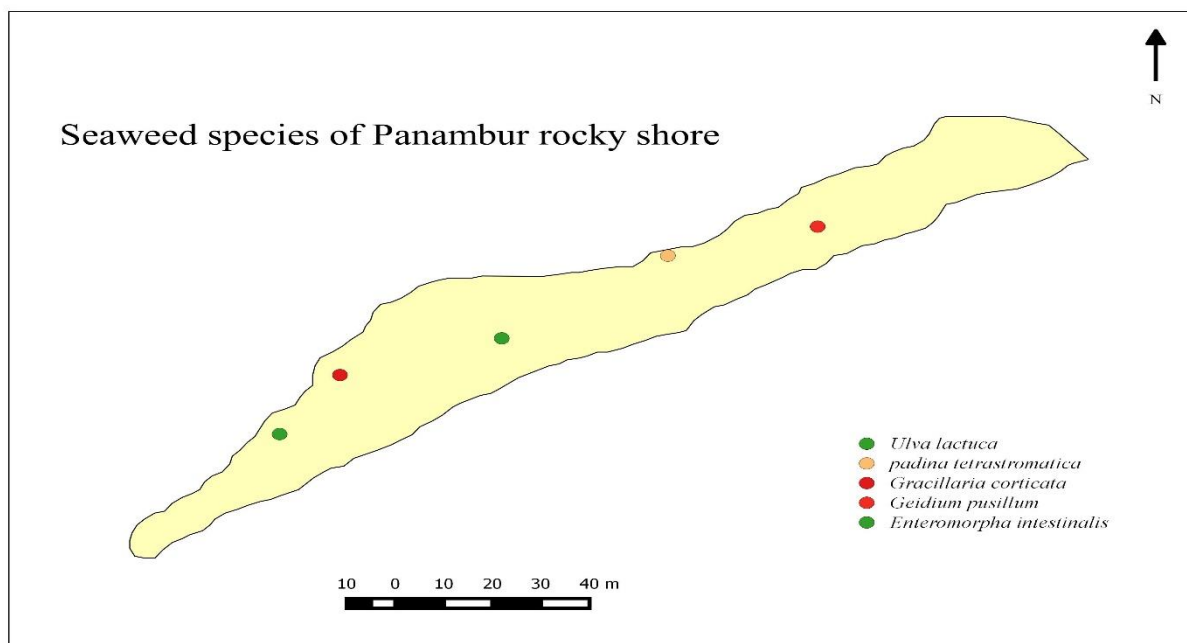 N
Seaweed species of Panambur rocky shore
Ulva lactuca
padina tetrastromatica
Gracillaria corticata
Geidium pusillum
Enteromorpha intestinalis
10 0 10 20 30 40 m